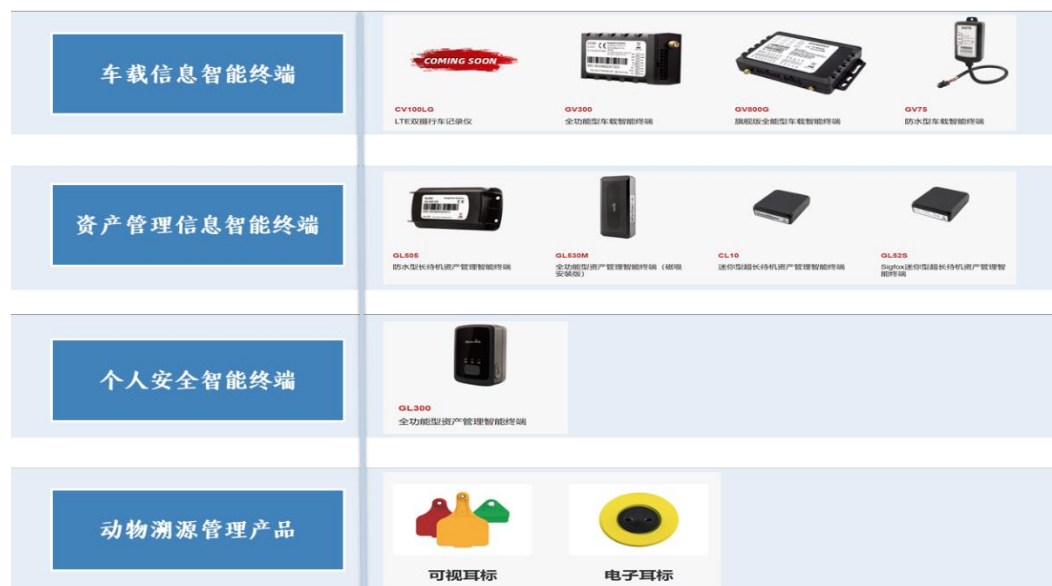 车载信息智能终端
COMING SOON
CV100LG
LTE双摄行车记录仪
GV300
全功能型车载智能终端
GV800G
旗舰版全能型车载智能终端
GV75
防水型车载智能终端
资产管理信息智能终端
GL505
防水型长待机资产管理智能终端
GL530M
全功能型资产管理智能终端（磁吸
安装版）
CL10
迷你型超长待机资产管理智能终端
GL52S
Sigfox迷你型超长待机资产管理智
能终端
个人安全智能终端
GL300
全功能型资产管理智能终端
动物溯源管理产品
可视耳标
电子耳标